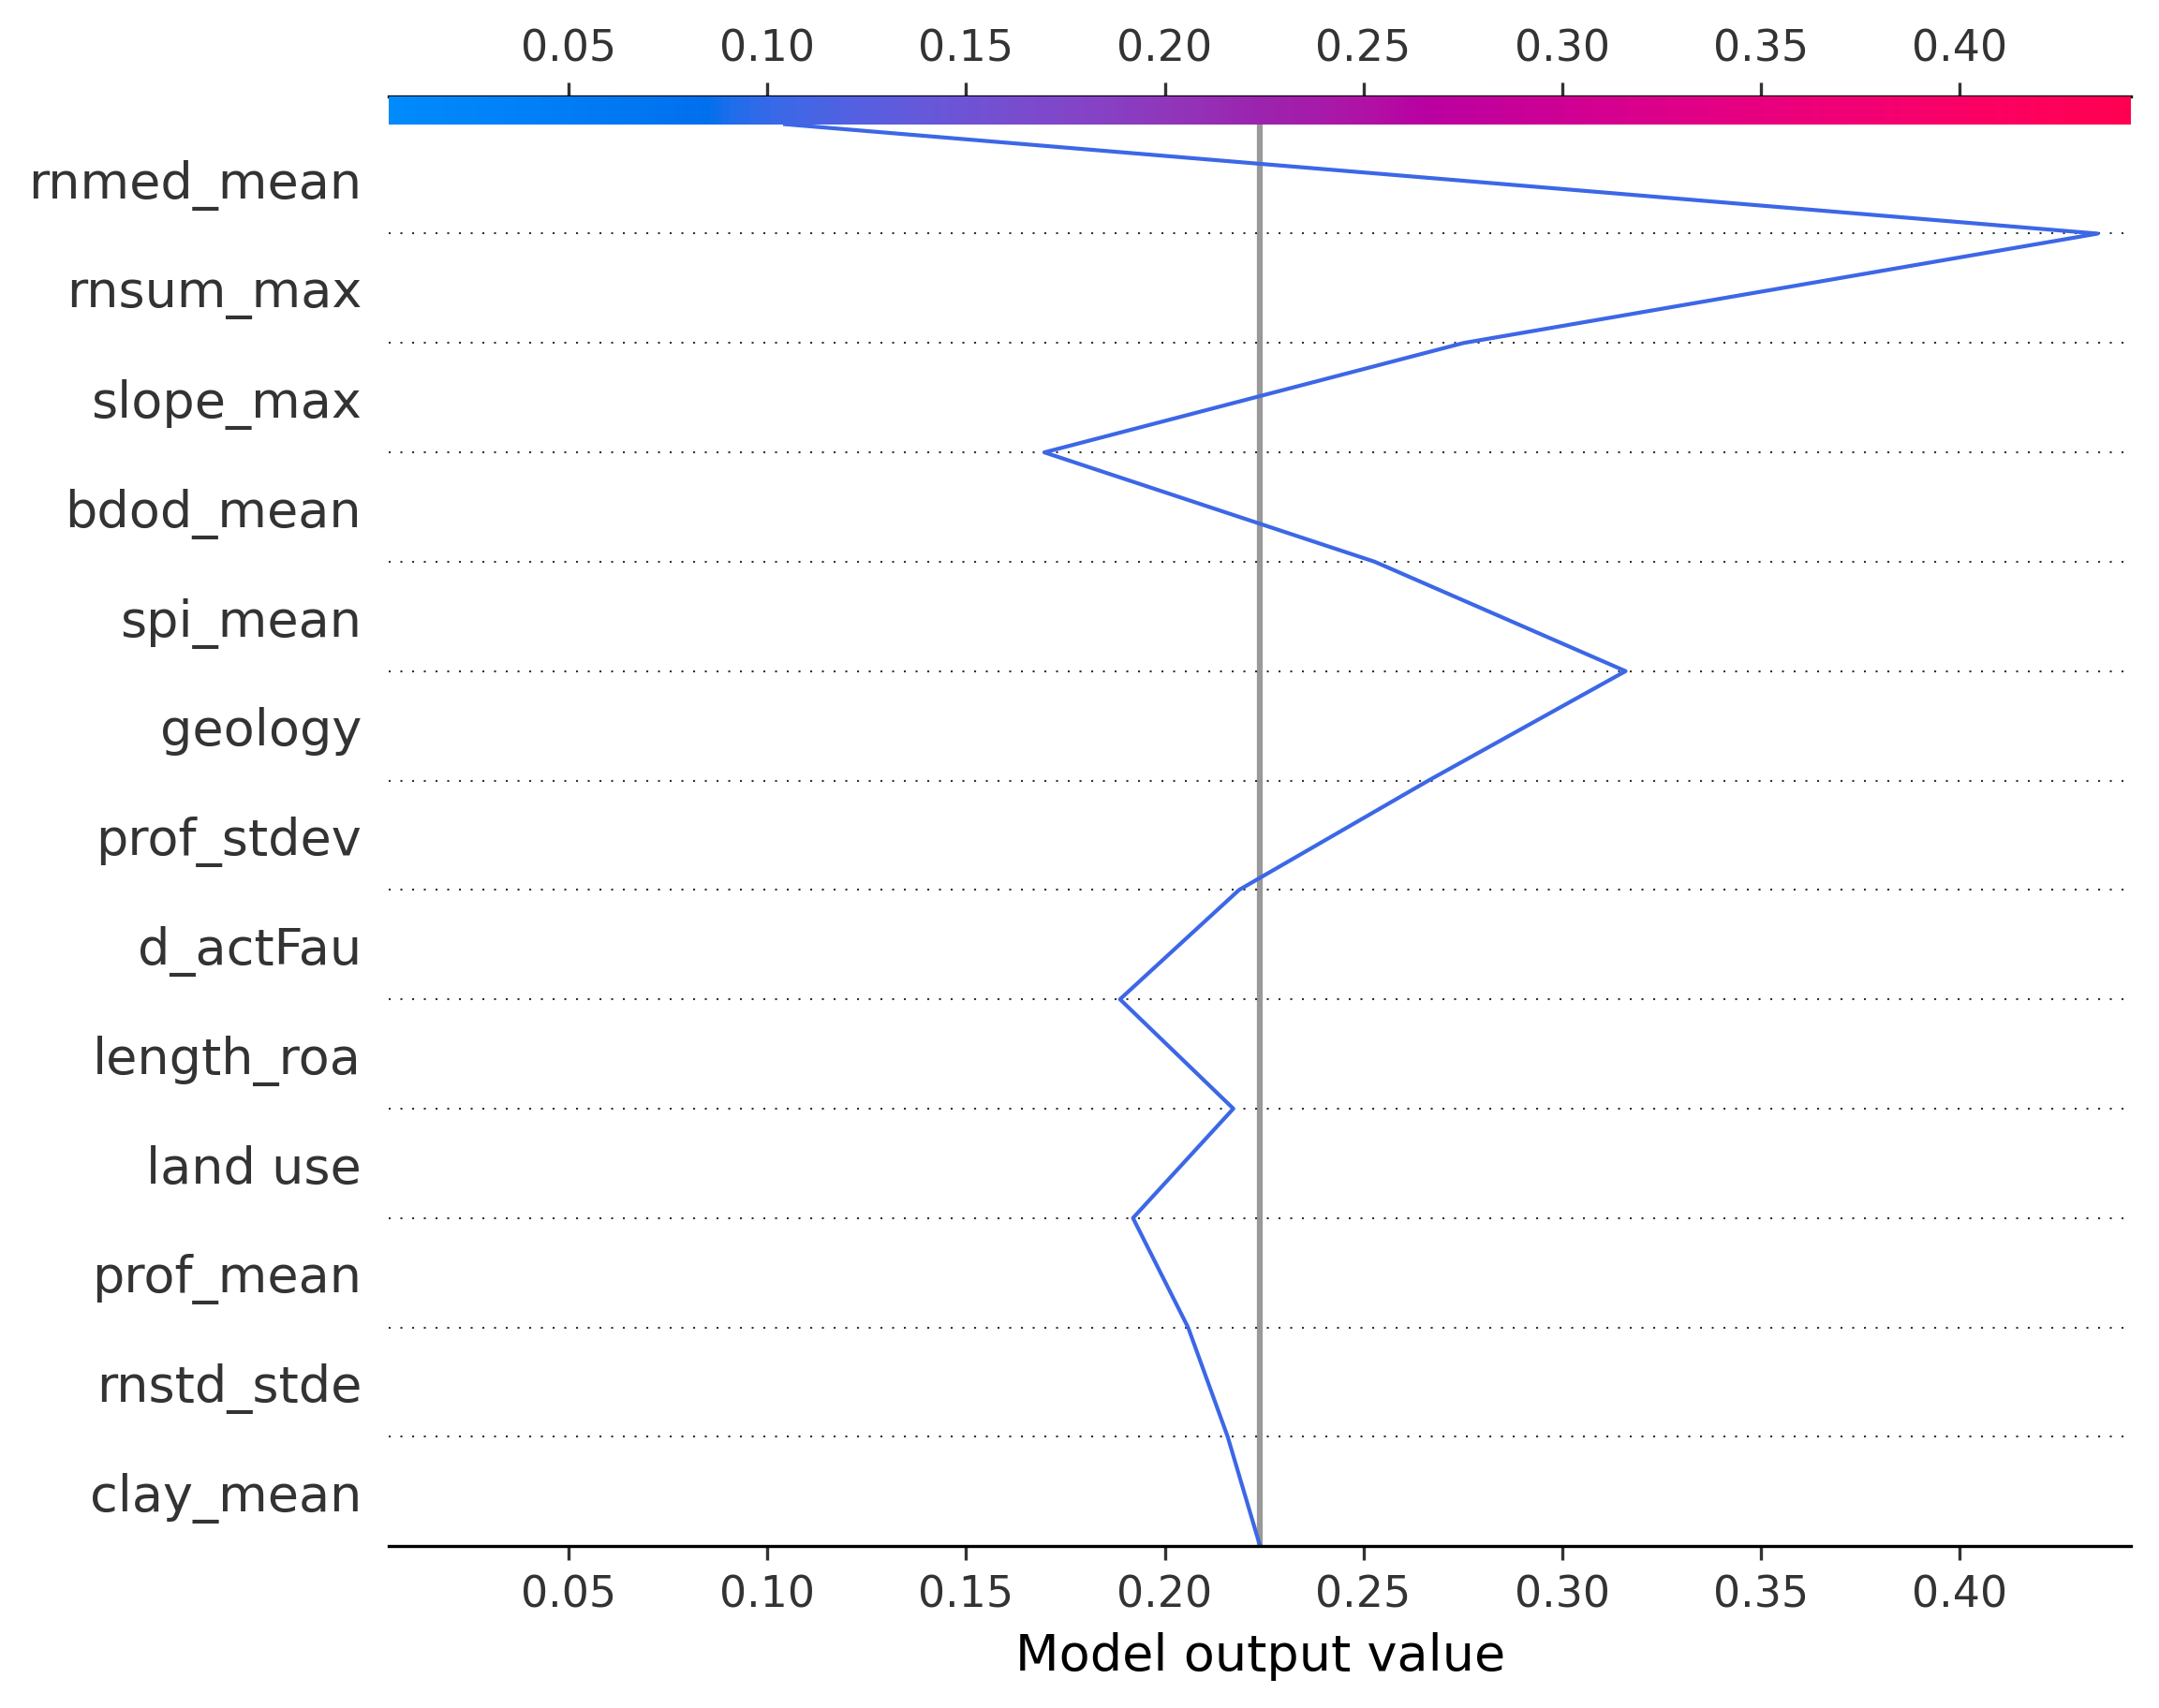 0.05 0.10 0.15 0.20 0.25 0.30 0.35 0.40
rnmed_mean
rnsum_max
slope_max
bdod_mean
spi_mean
geology
prof_stdev
d_actFau
length_roa
land use
prof_mean
rnstd_stde
clay_mean
0.05 0.10 0.15 0.20 0.25 0.30 0.35 0.40
Model output value